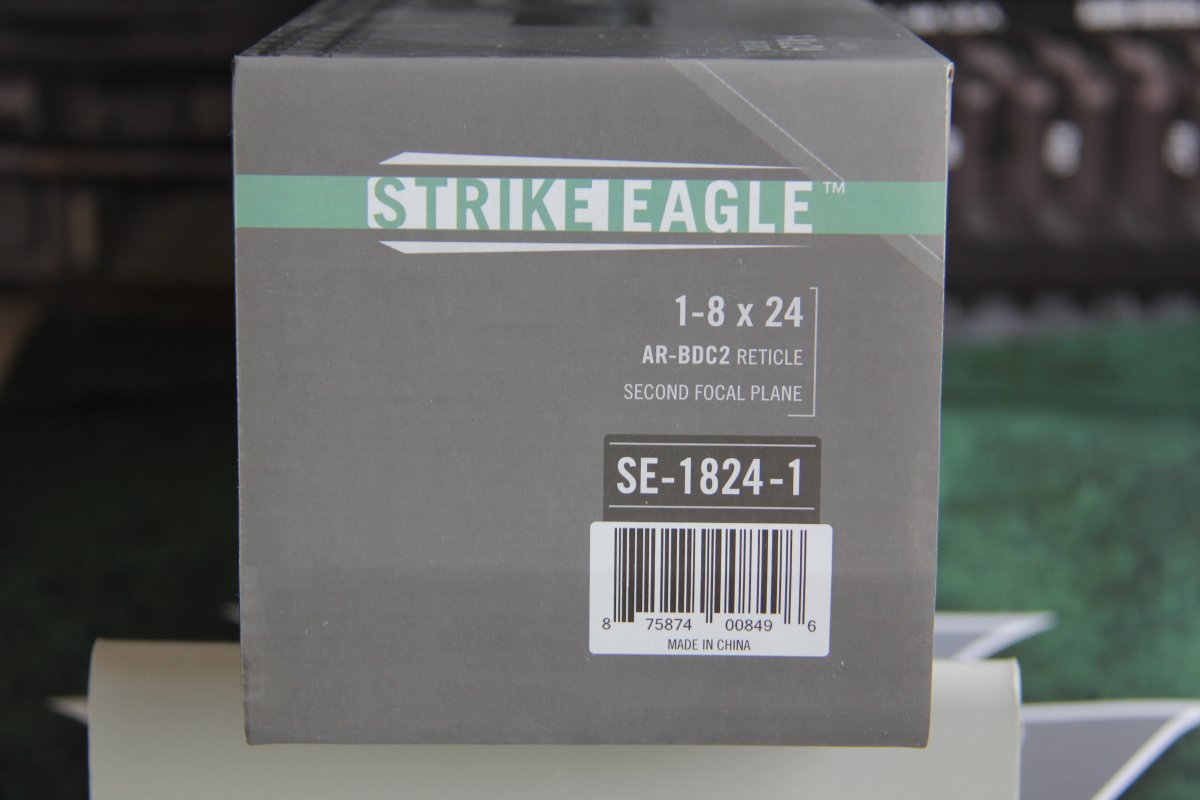 STRIKE EAGLE™
1-8 x 24
AR-BDC2 RETICLE
SECOND FOCAL PLANE
SE-1824-1
8 75874 00849 6
MADE IN CHINA